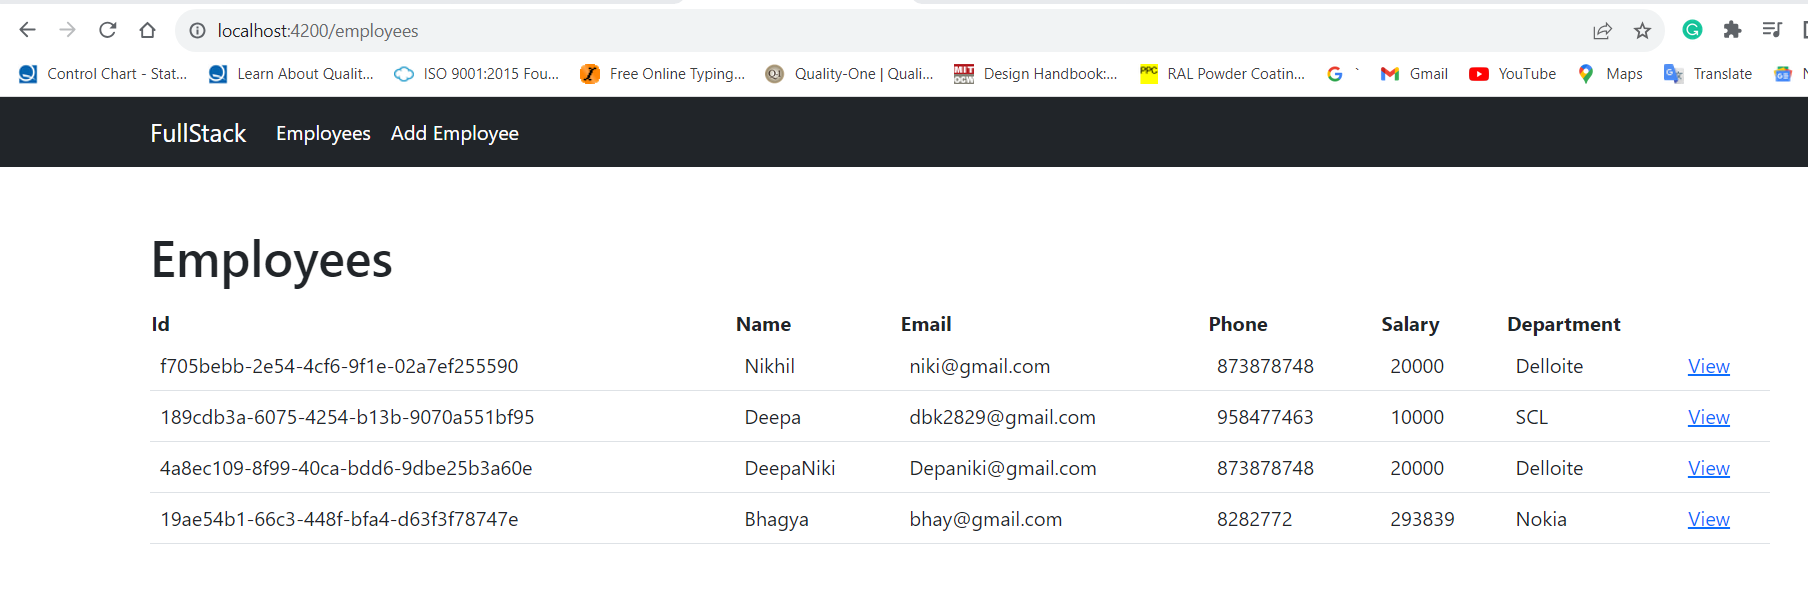 localhost:4200/employees
Control Chart - Stat... Learn About Qualit... ISO 9001:2015 Fou... Free Online Typing... Quality-One | Quali... MIT OCW Design Handbook:... PPC RAL Powder Coatin... ` Gmail YouTube Maps Translate
FullStack Employees Add Employee
Employees
Id Name Email Phone Salary Department
f705bebb-2e54-4cf6-9f1e-02a7ef255590 Nikhil niki@gmail.com 873878748 20000 Delloite View
189cdb3a-6075-4254-b13b-9070a551bf95 Deepa dbk2829@gmail.com 958477463 10000 SCL View
4a8ec109-8f99-40ca-bdd6-9dbe25b3a60e DeepaNiki Depaniki@gmail.com 873878748 20000 Delloite View
19ae54b1-66c3-448f-bfa4-d63f3f78747e Bhagya bhay@gmail.com 8282772 293839 Nokia View